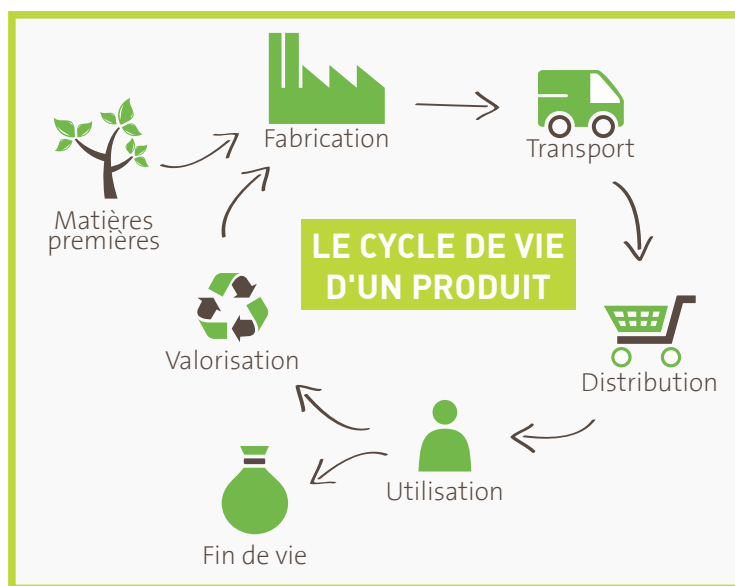 Fabrication
Transport
Matières
premières
LE CYCLE DE VIE
D'UN PRODUIT
Valorisation
Distribution
Utilisation
Fin de vie